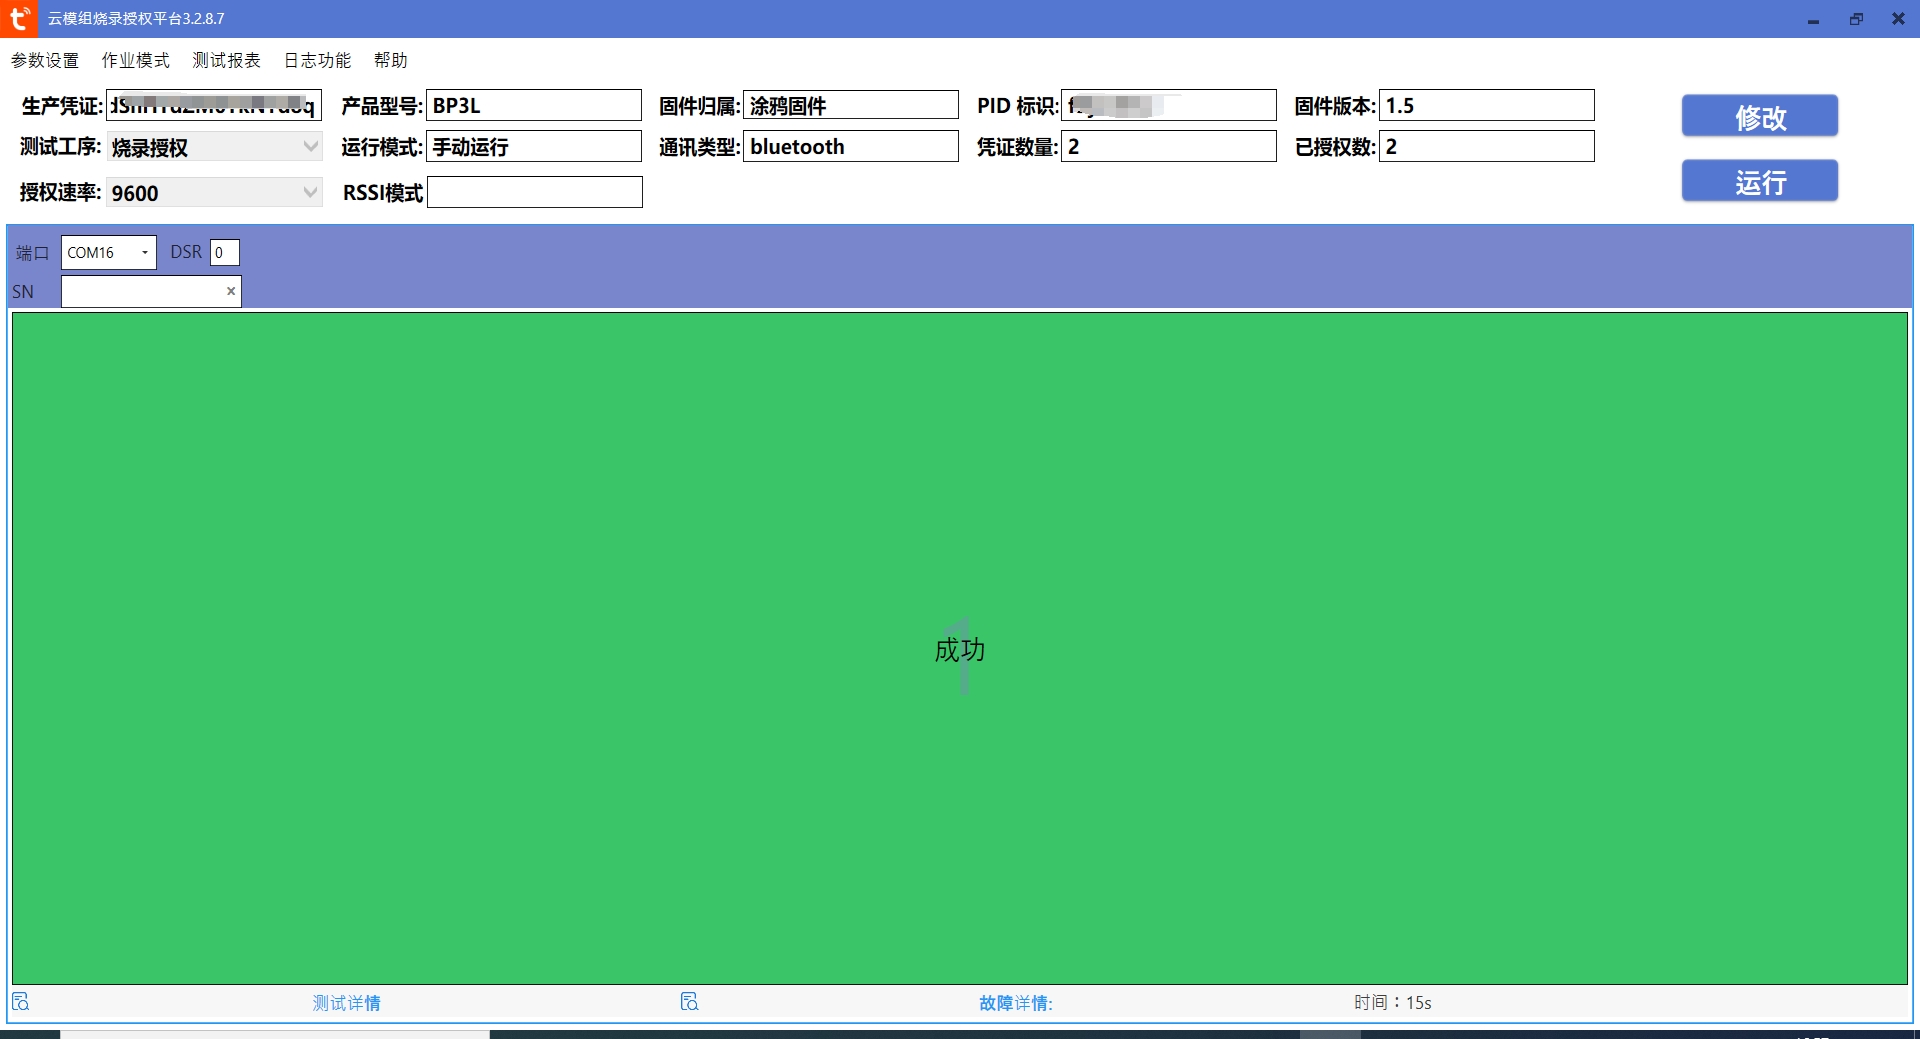 云模组烧录授权平台3.2.8.7
参数设置 作业模式 测试报表 日志功能 帮助
生产凭证: 产品型号: BP3L 固件归属: 涂鸦固件 PID 标识: 固件版本: 1.5 修改
测试工序: 烧录授权 运行模式: 手动运行 通讯类型: bluetooth 凭证数量: 2 已授权数: 2
授权速率: 9600 RSSI模式 运行
端口 COM16 DSR 0
SN
1
成功
测试详情 故障详情: 时间：15s